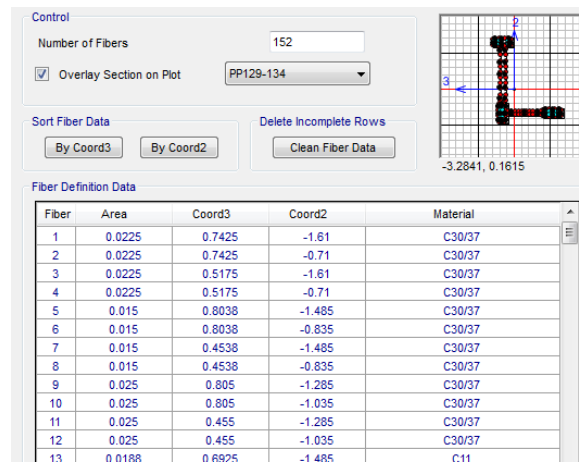 Control
Number of Fibers 152
Overlay Section on Plot PP129-134
2
3
Sort Fiber Data Delete Incomplete Rows
By Coord3 By Coord2 Clean Fiber Data
-3.2841, 0.1615
Fiber Definition Data
Fiber Area Coord3 Coord2 Material
1 0.0225 0.7425 -1.61 C30/37
2 0.0225 0.7425 -0.71 C30/37
3 0.0225 0.5175 -1.61 C30/37
4 0.0225 0.5175 -0.71 C30/37
5 0.015 0.8038 -1.485 C30/37
6 0.015 0.8038 -0.835 C30/37
7 0.015 0.4538 -1.485 C30/37
8 0.015 0.4538 -0.835 C30/37
9 0.025 0.805 -1.285 C30/37
10 0.025 0.805 -1.035 C30/37
11 0.025 0.455 -1.285 C30/37
12 0.025 0.455 -1.035 C30/37
13 0.0188 0.6925 -1.485 C11